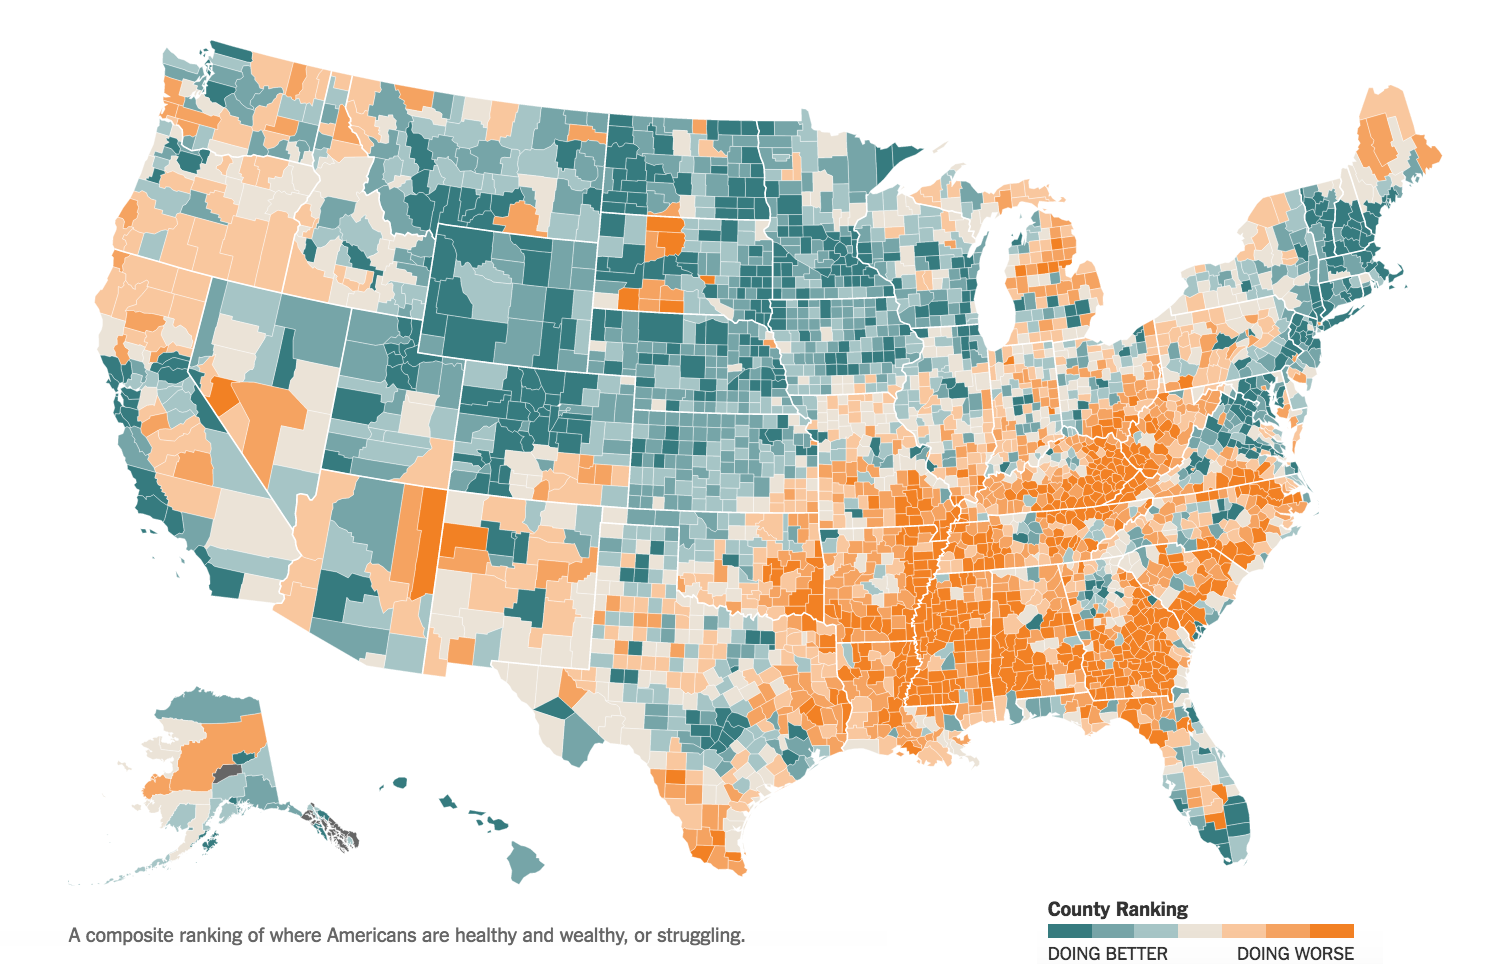 A composite ranking of where Americans are healthy and wealthy, or struggling.
County Ranking
DOING BETTER DOING WORSE